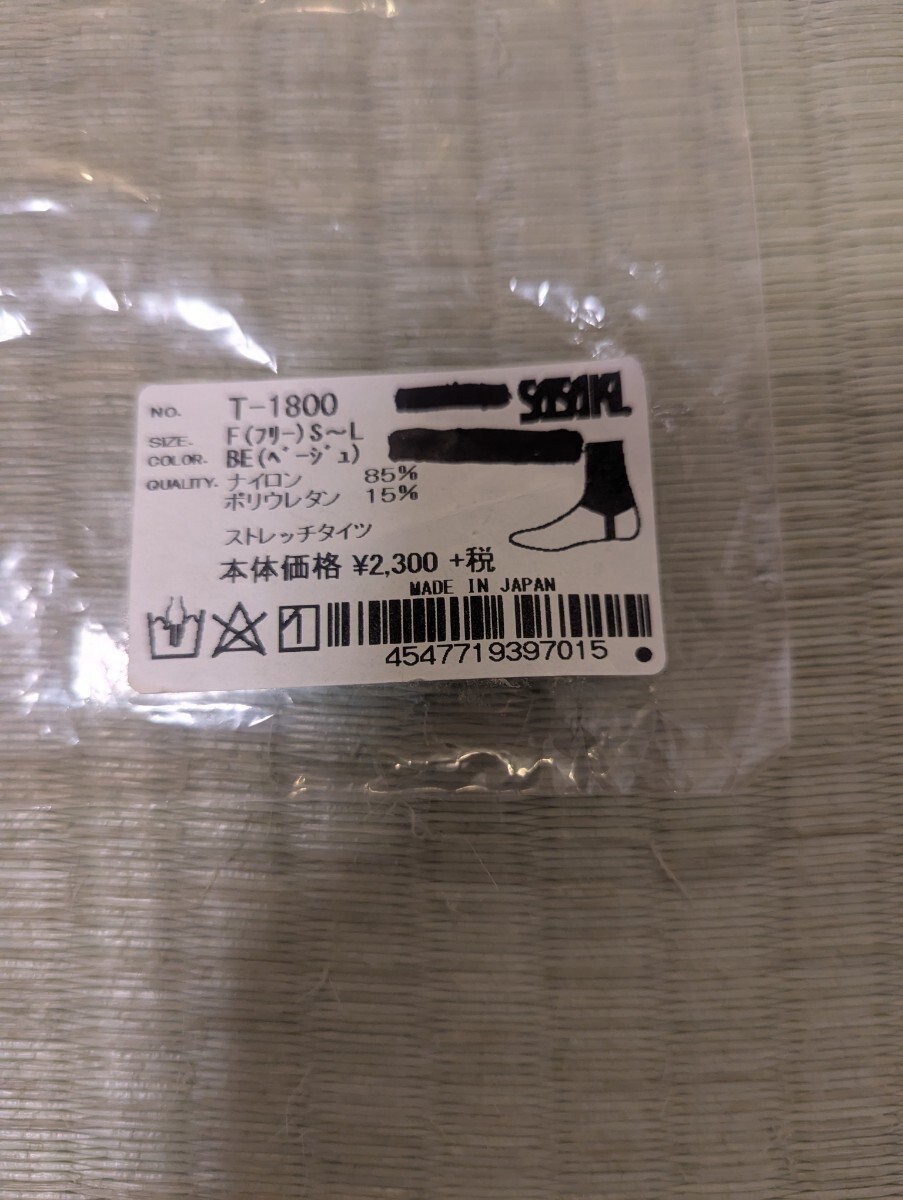 NO. T-1800
SASAKI
SIZE. F(ﾌﾘｰ)S～L
COLOR. BE(ﾍﾞｰｼﾞｭ)
QUALITY. ナイロン 85%
ポリウレタン 15%
ストレッチタイツ
本体価格 ¥2,300 +税
MADE IN JAPAN
4547719397015